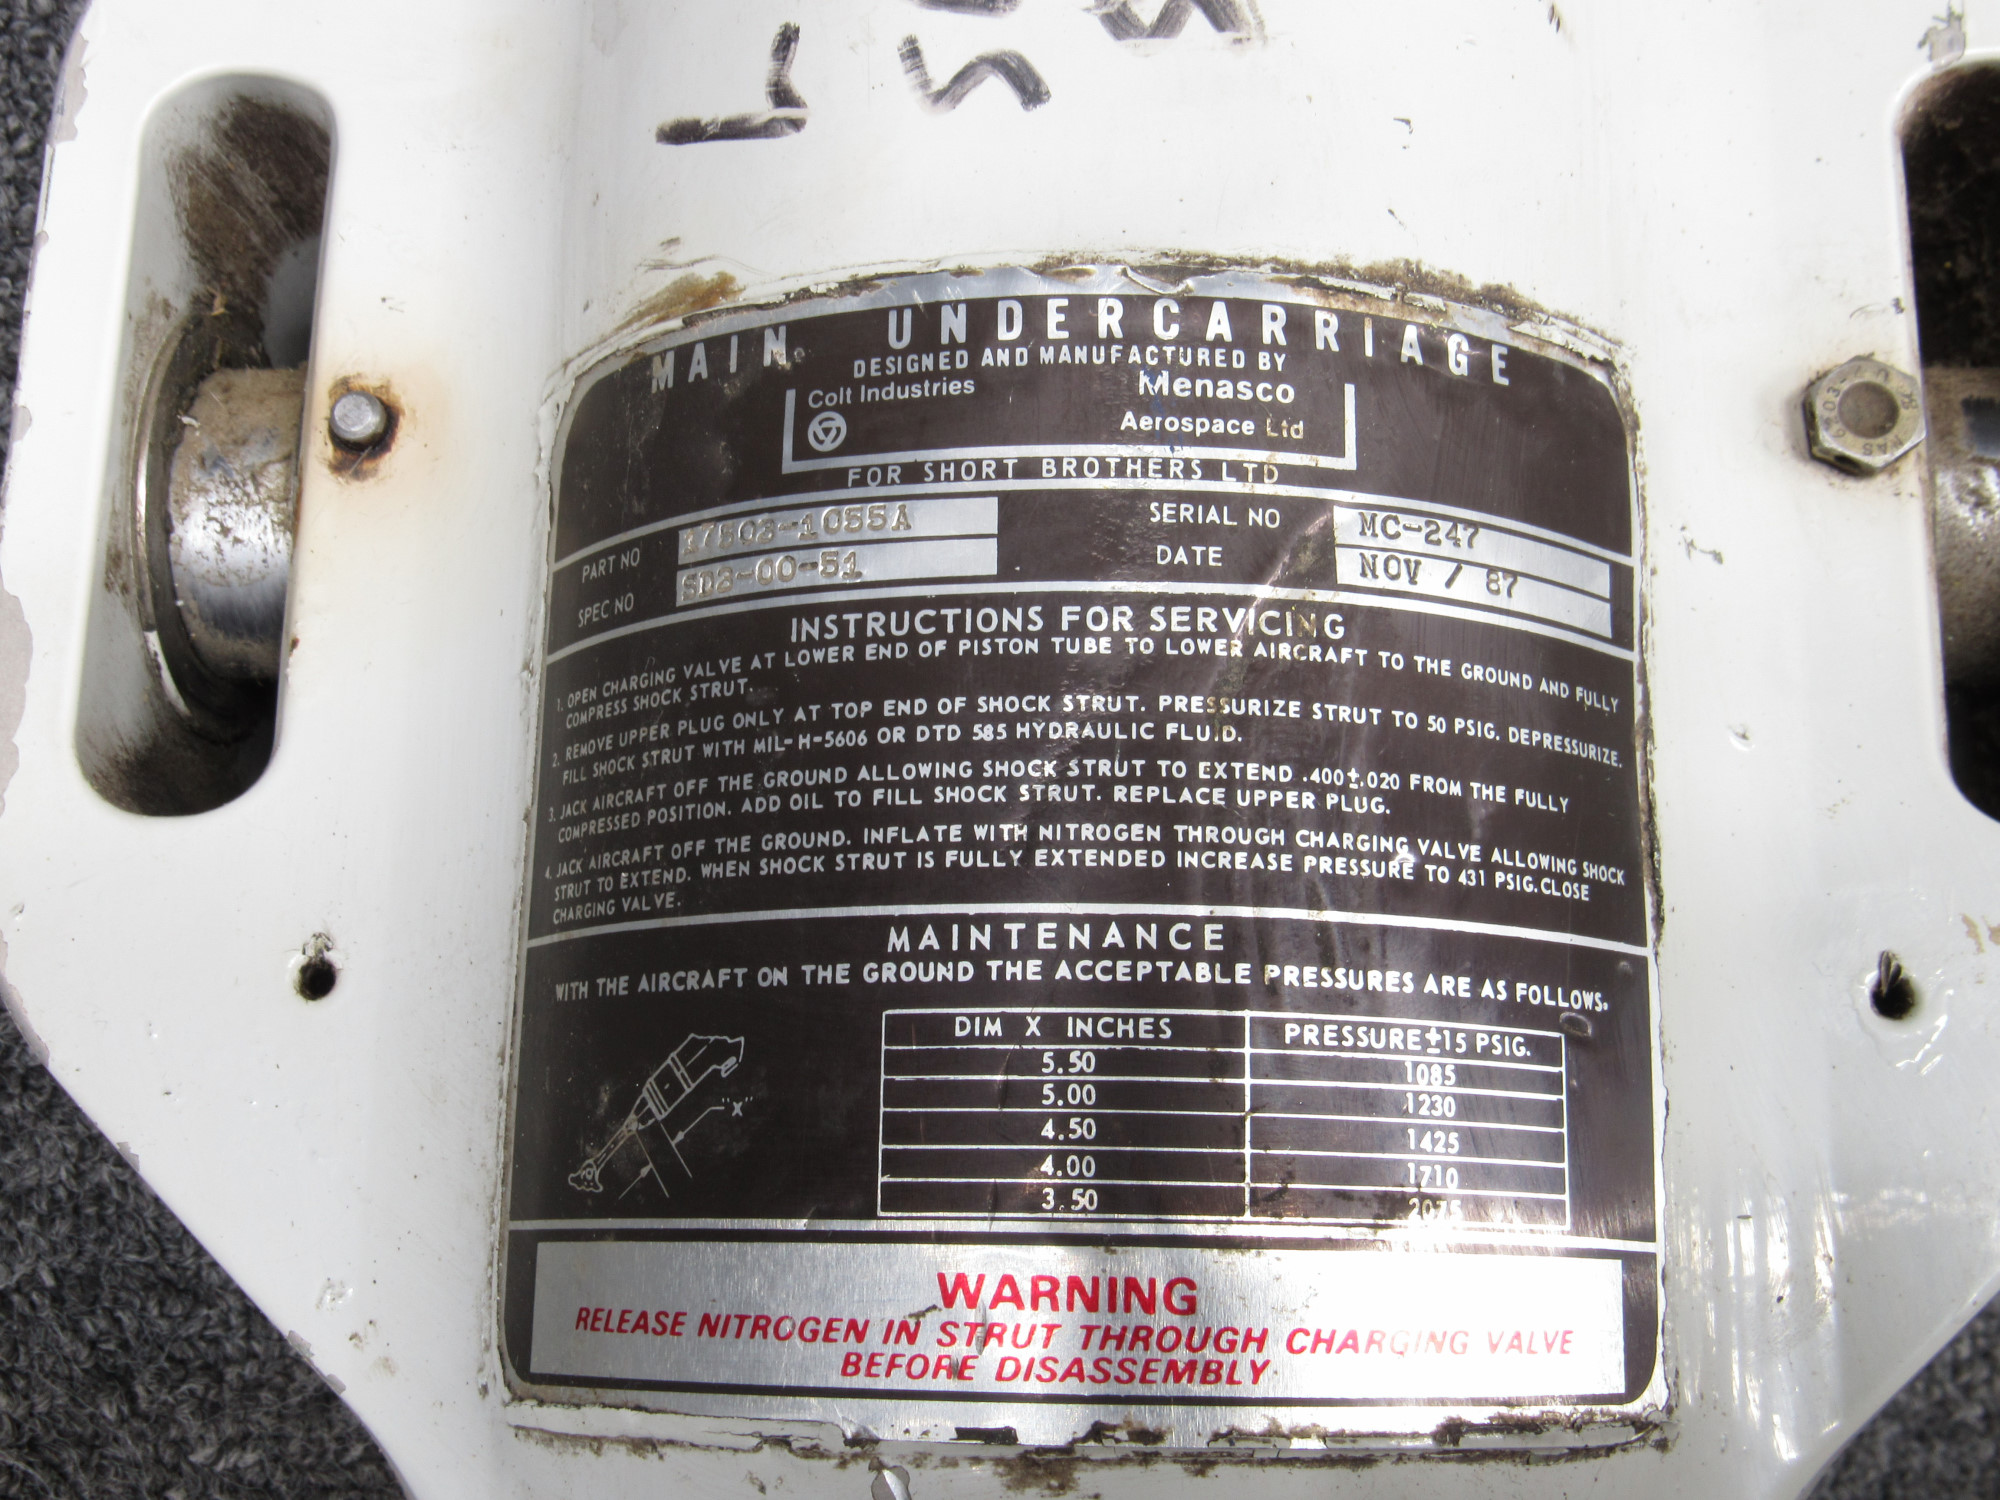 MAIN UNDERCARRIAGE
DESIGNED AND MANUFACTURED BY
Colt Industries
Menasco
Aerospace Ltd
FOR SHORT BROTHERS LTD
PART NO 17503-1055A
SERIAL NO MC-247
SPEC NO SD3-00-51
DATE NOV / 87
INSTRUCTIONS FOR SERVICING
1. OPEN CHARGING VALVE AT LOWER END OF PISTON TUBE TO LOWER AIRCRAFT TO THE GROUND AND FULLY
COMPRESS SHOCK STRUT.
2. REMOVE UPPER PLUG ONLY AT TOP END OF SHOCK STRUT. PRESSURIZE STRUT TO 50 PSIG. DEPRESSURIZE.
FILL SHOCK STRUT WITH MIL-H-5606 OR DTD 585 HYDRAULIC FLUID.
3. JACK AIRCRAFT OFF THE GROUND ALLOWING SHOCK STRUT TO EXTEND .400±.020 FROM THE FULLY
COMPRESSED POSITION. ADD OIL TO FILL SHOCK STRUT. REPLACE UPPER PLUG.
4. JACK AIRCRAFT OFF THE GROUND. INFLATE WITH NITROGEN THROUGH CHARGING VALVE ALLOWING SHOCK
STRUT TO EXTEND. WHEN SHOCK STRUT IS FULLY EXTENDED INCREASE PRESSURE TO 431 PSIG. CLOSE
CHARGING VALVE.
MAINTENANCE
WITH THE AIRCRAFT ON THE GROUND THE ACCEPTABLE PRESSURES ARE AS FOLLOWS.
"X"
DIM X INCHES PRESSURE±15 PSIG.
5.50 1085
5.00 1230
4.50 1425
4.00 1710
3.50 2075
WARNING
RELEASE NITROGEN IN STRUT THROUGH CHARGING VALVE
BEFORE DISASSEMBLY